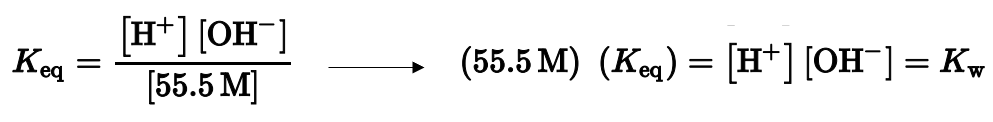 K_eq = [H⁺] [OH⁻] / [55.5 M] ⟶ (55.5 M) (K_eq) = [H⁺] [OH⁻] = K_w